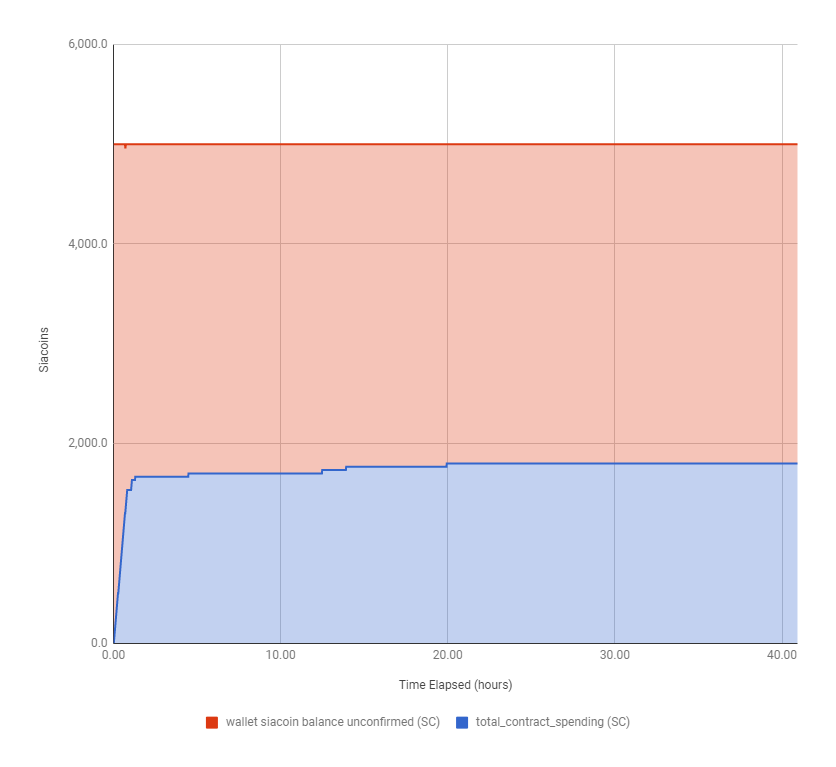 6,000.0
4,000.0
2,000.0
0.0
Siacoins
0.00 10.00 20.00 30.00 40.00
Time Elapsed (hours)
wallet siacoin balance unconfirmed (SC) total_contract_spending (SC)